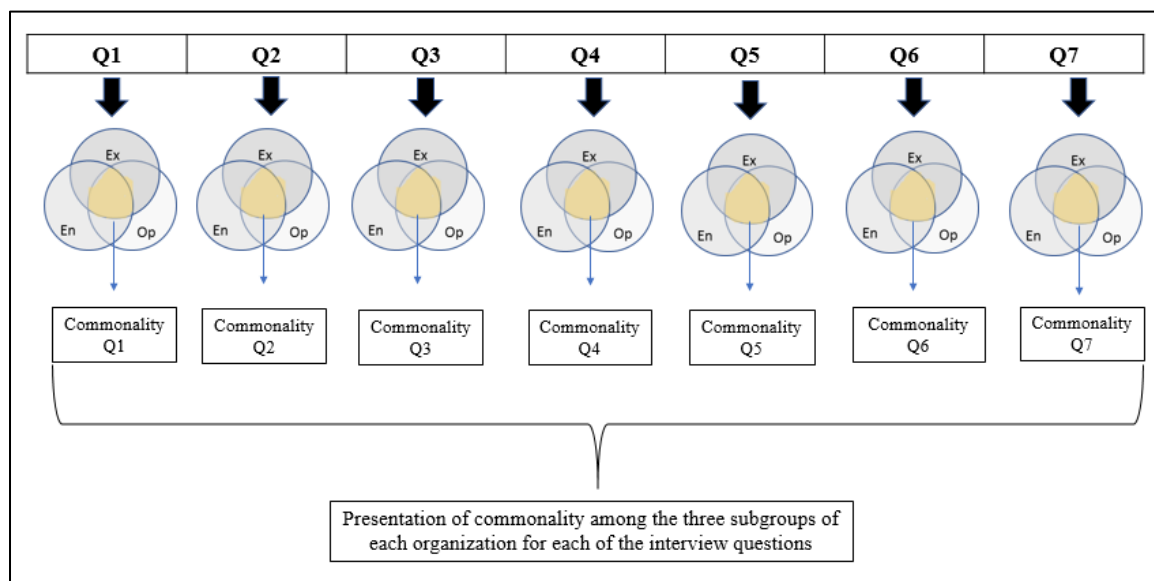 Q1 Q2 Q3 Q4 Q5 Q6 Q7
Ex Ex Ex Ex Ex Ex Ex
En Op En Op En Op En Op En Op En Op En Op
Commonality Commonality Commonality Commonality Commonality Commonality Commonality
Q1 Q2 Q3 Q4 Q5 Q6 Q7
Presentation of commonality among the three subgroups of
each organization for each of the interview questions